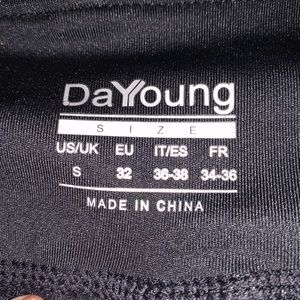 DaYoung
SIZE
US/UK EU IT/ES FR
S 32 36-38 34-36
MADE IN CHINA